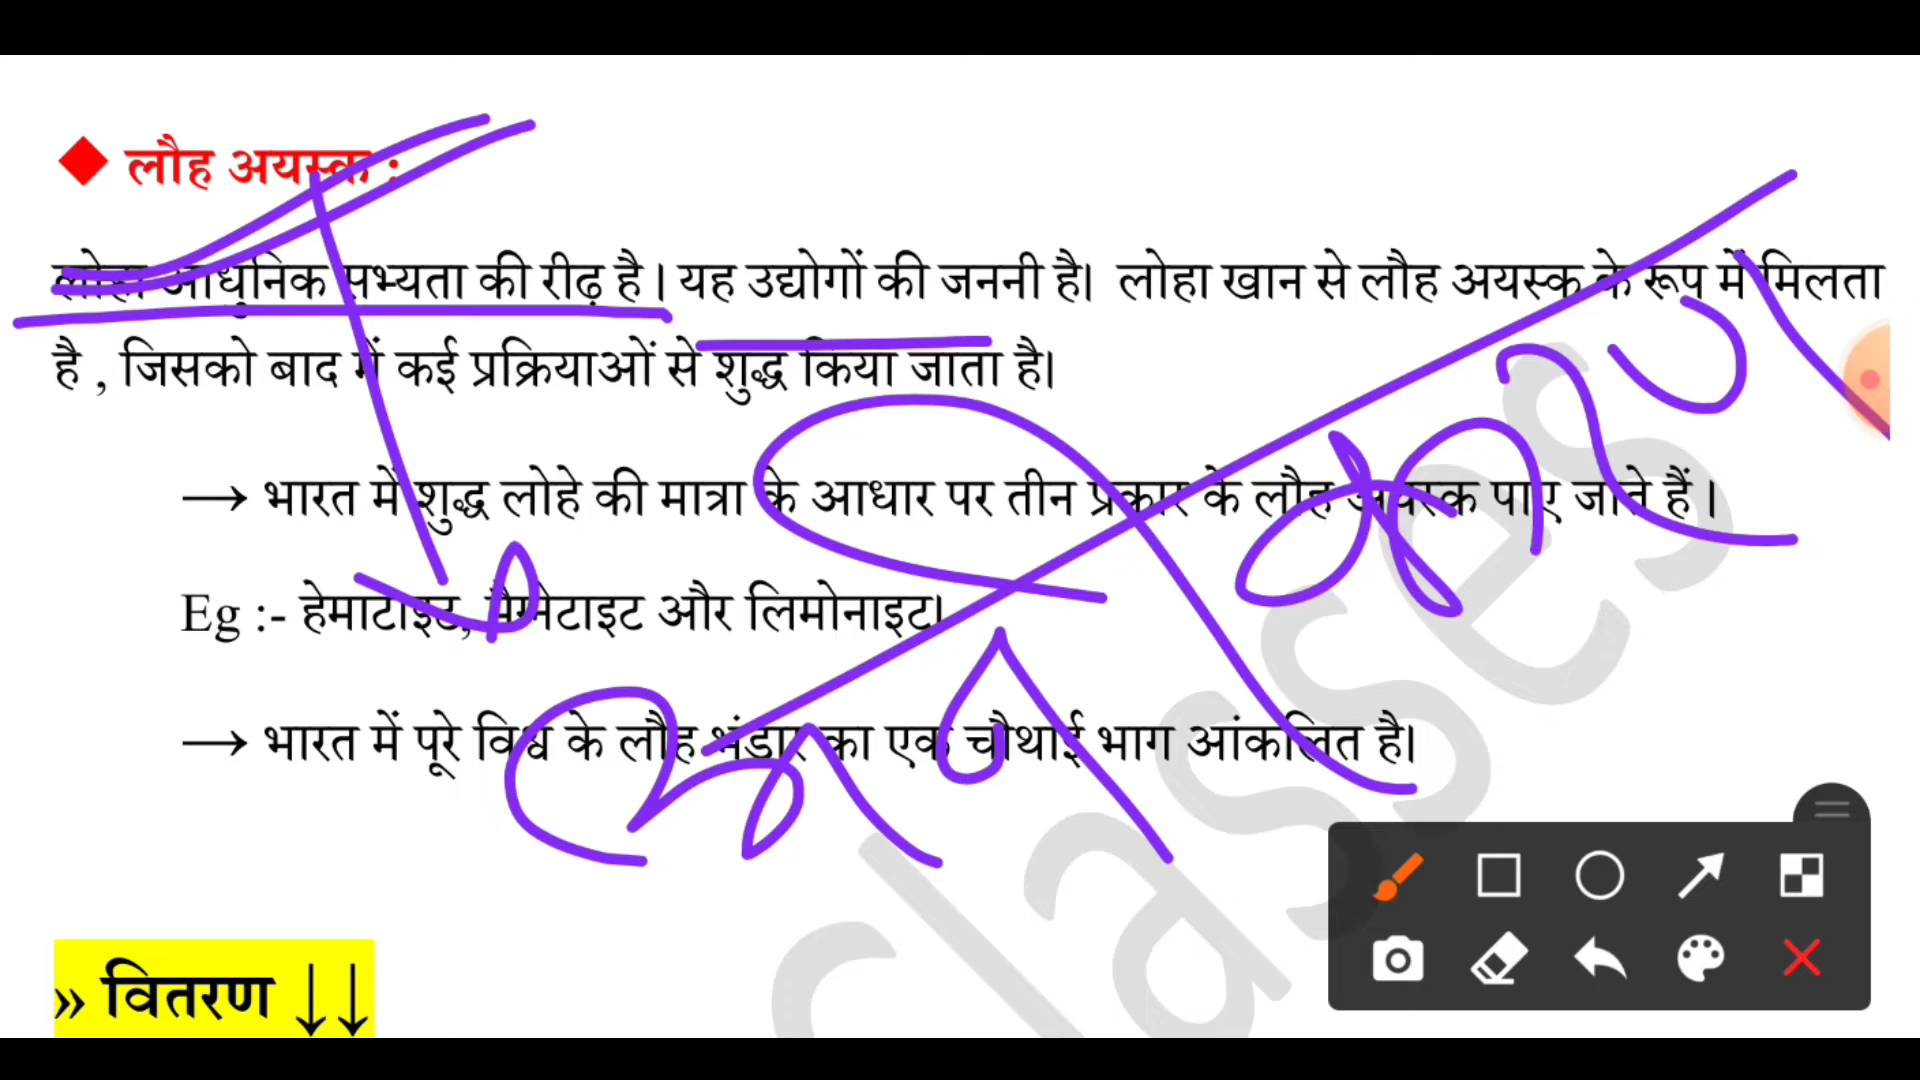 लौह अयस्क :
लोहा आधुनिक सभ्यता की रीढ़ है। यह उद्योगों की जननी है। लोहा खान से लौह अयस्क के रूप में मिलता
है , जिसको बाद में कई प्रक्रियाओं से शुद्ध किया जाता है।
→ भारत में शुद्ध लोहे की मात्रा के आधार पर तीन प्रकार के लौह अयस्क पाए जाते हैं।
Eg :- हेमाटाइट, मैग्नेटाइट और लिमोनाइट।
→ भारत में पूरे विश्व के लौह भंडार का एक चौथाई भाग आंकलित है।
» वितरण ↓↓
classes